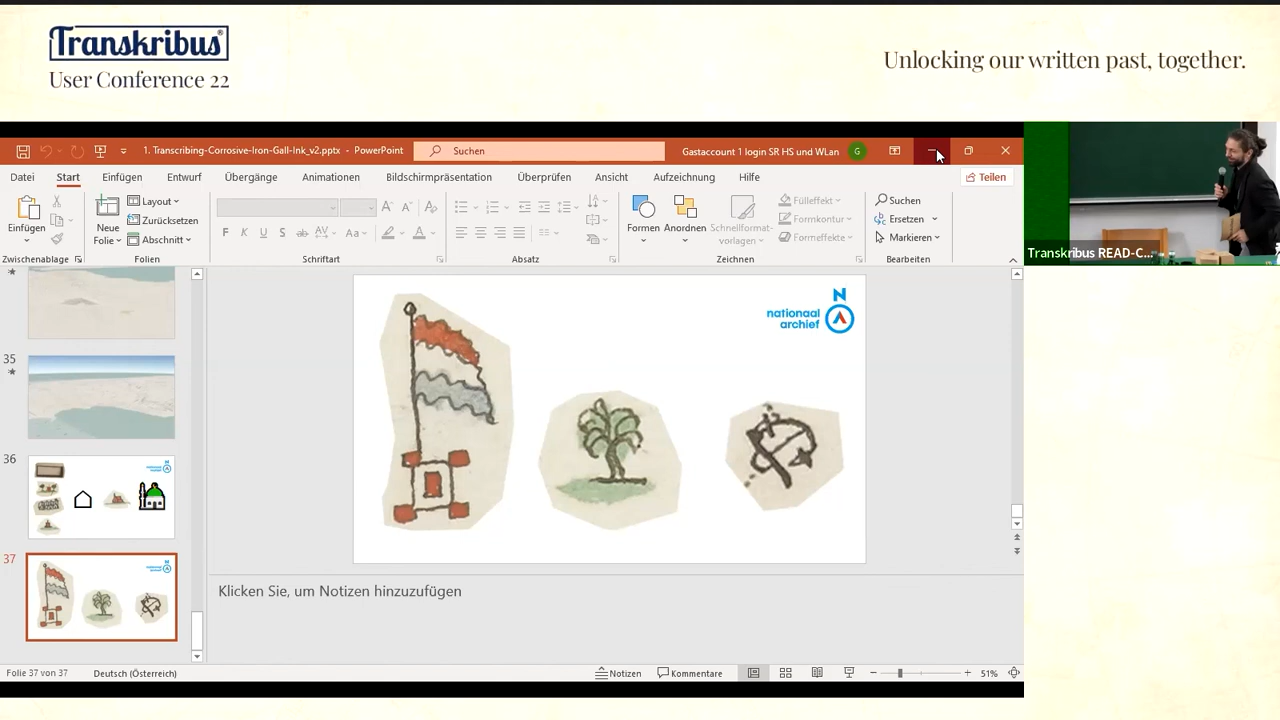 Transkribus®
User Conference 22
Unlocking our written past, together.
1. Transcribing-Corrosive-Iron-Gall-Ink_v2.pptx - PowerPoint
Suchen
Gastaccount 1 login SR HS und WLan
G
Datei Start Einfügen Entwurf Übergänge Animationen Bildschirmpräsentation Überprüfen Ansicht Aufzeichnung Hilfe Teilen
Einfügen
Neue Folie
Layout
Zurücksetzen
Abschnitt
F K U S ab AV Aa A A A
Formen
Anordnen
Schnellformat-vorlagen
Fülleffekt
Formkontur
Formeffekte
Suchen
Ersetzen
Markieren
Zwischenablage Folien Schriftart Absatz Zeichnen Bearbeiten
Transkribus READ-C...
35
36
37
N
nationaal
archief
Klicken Sie, um Notizen hinzuzufügen
Folie 37 von 37 Deutsch (Österreich) Notizen Kommentare 51%